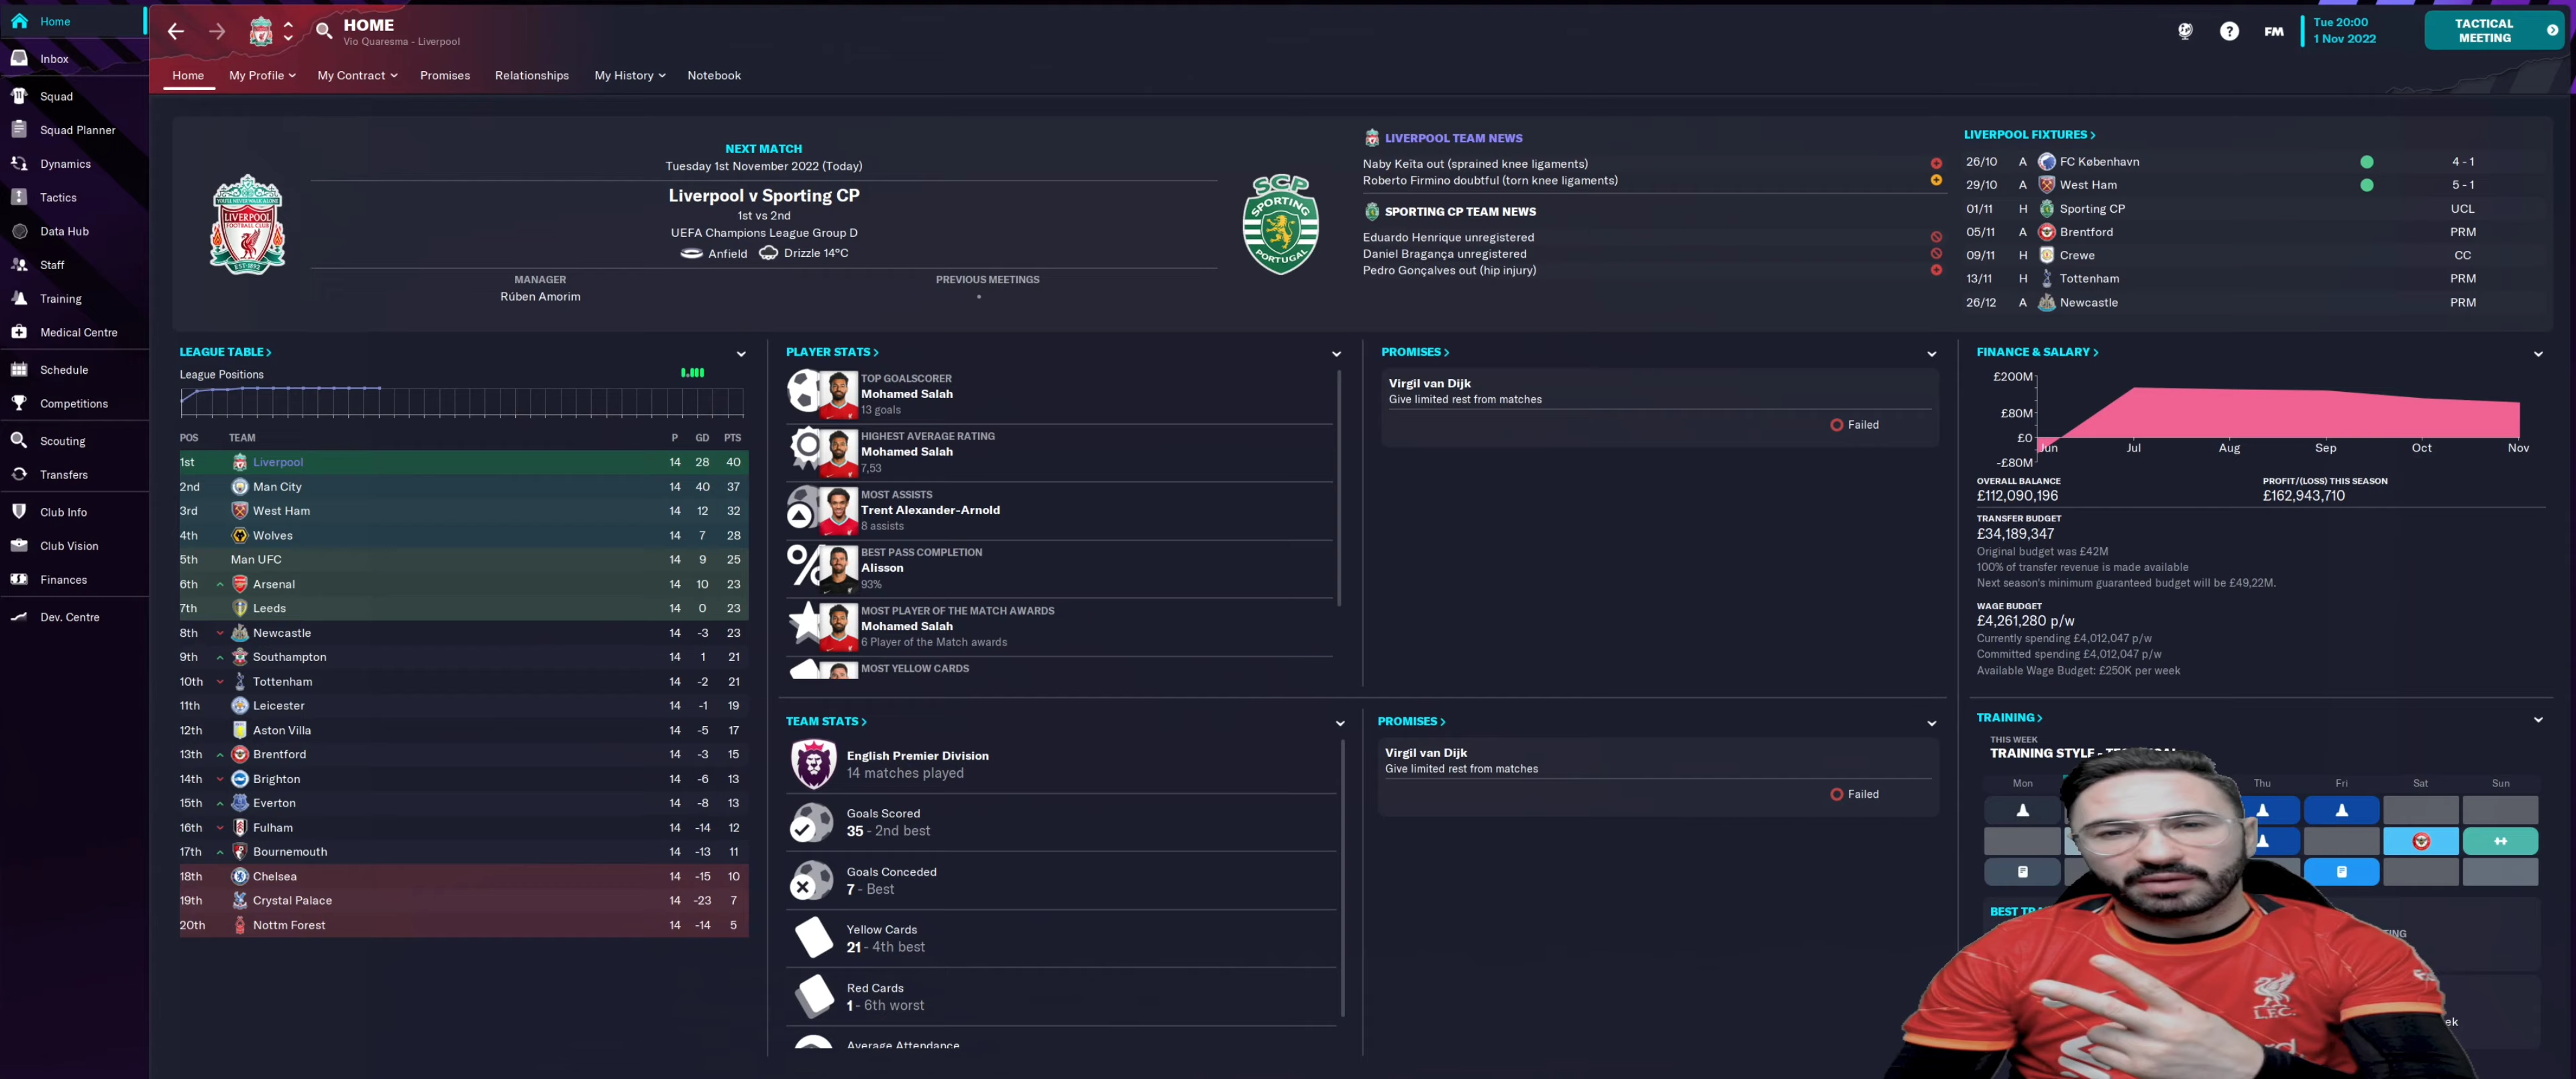 Home
Inbox
Squad
Squad Planner
Dynamics
Tactics
Data Hub
Staff
Training
Medical Centre
Schedule
Competitions
Scouting
Transfers
Club Info
Club Vision
Finances
Dev. Centre
HOME
Vio Quaresma - Liverpool
Home My Profile My Contract Promises Relationships My History Notebook
FM
Tue 20:00
1 Nov 2022
TACTICAL
MEETING
NEXT MATCH
Tuesday 1st November 2022 (Today)
Liverpool v Sporting CP
1st vs 2nd
UEFA Champions League Group D
Anfield Drizzle 14°C
MANAGER
Rúben Amorim
PREVIOUS MEETINGS
LIVERPOOL
FOOTBALL CLUB
EST·1892
SCP
SPORTING
PORTUGAL
LIVERPOOL TEAM NEWS
Naby Keïta out (sprained knee ligaments)
Roberto Firmino doubtful (torn knee ligaments)
SPORTING CP TEAM NEWS
Eduardo Henrique unregistered
Daniel Bragança unregistered
Pedro Gonçalves out (hip injury)
LIVERPOOL FIXTURES >
26/10 A FC København 4 - 1
29/10 A West Ham 5 - 1
01/11 H Sporting CP UCL
05/11 A Brentford PRM
09/11 H Crewe CC
13/11 H Tottenham PRM
26/12 A Newcastle PRM
LEAGUE TABLE >
League Positions
POS TEAM P GD PTS
1st Liverpool 14 28 40
2nd Man City 14 40 37
3rd West Ham 14 12 32
4th Wolves 14 7 28
5th Man UFC 14 9 25
6th Arsenal 14 10 23
7th Leeds 14 0 23
8th Newcastle 14 -3 23
9th Southampton 14 1 21
10th Tottenham 14 -2 21
11th Leicester 14 -1 19
12th Aston Villa 14 -5 17
13th Brentford 14 -3 15
14th Brighton 14 -6 13
15th Everton 14 -8 13
16th Fulham 14 -14 12
17th Bournemouth 14 -13 11
18th Chelsea 14 -15 10
19th Crystal Palace 14 -23 7
20th Nottm Forest 14 -14 5
PLAYER STATS >
TOP GOALSCORER
Mohamed Salah
13 goals
HIGHEST AVERAGE RATING
Mohamed Salah
7,53
MOST ASSISTS
Trent Alexander-Arnold
8 assists
BEST PASS COMPLETION
Alisson
93%
MOST PLAYER OF THE MATCH AWARDS
Mohamed Salah
6 Player of the Match awards
MOST YELLOW CARDS
TEAM STATS >
English Premier Division
14 matches played
Goals Scored
35 - 2nd best
Goals Conceded
7 - Best
Yellow Cards
21 - 4th best
Red Cards
1 - 6th worst
Average Attendance
PROMISES >
Virgil van Dijk
Give limited rest from matches
Failed
PROMISES >
Virgil van Dijk
Give limited rest from matches
Failed
FINANCE & SALARY >
£200M
£80M
£0
-£80M
Jun Jul Aug Sep Oct Nov
OVERALL BALANCE
£112,090,196
PROFIT/(LOSS) THIS SEASON
£162,943,710
TRANSFER BUDGET
£34,189,347
Original budget was £42M
100% of transfer revenue is made available
Next season's minimum guaranteed budget will be £49,22M.
WAGE BUDGET
£4,261,280 p/w
Currently spending £4,012,047 p/w
Committed spending £4,012,047 p/w
Available Wage Budget: £250K per week
TRAINING >
THIS WEEK
TRAINING STYLE -
Mon Thu Fri Sat Sun
BEST
L.F.C.